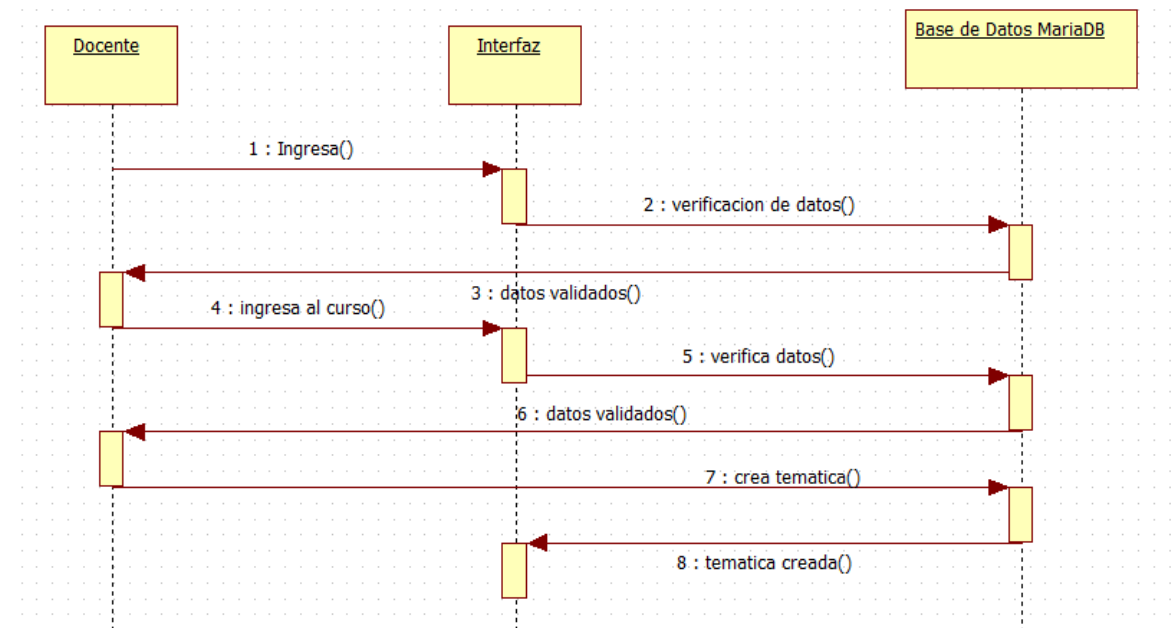 Docente
Interfaz
Base de Datos MariaDB
1 : Ingresa()
2 : verificacion de datos()
3 : datos validados()
4 : ingresa al curso()
5 : verifica datos()
6 : datos validados()
7 : crea tematica()
8 : tematica creada()